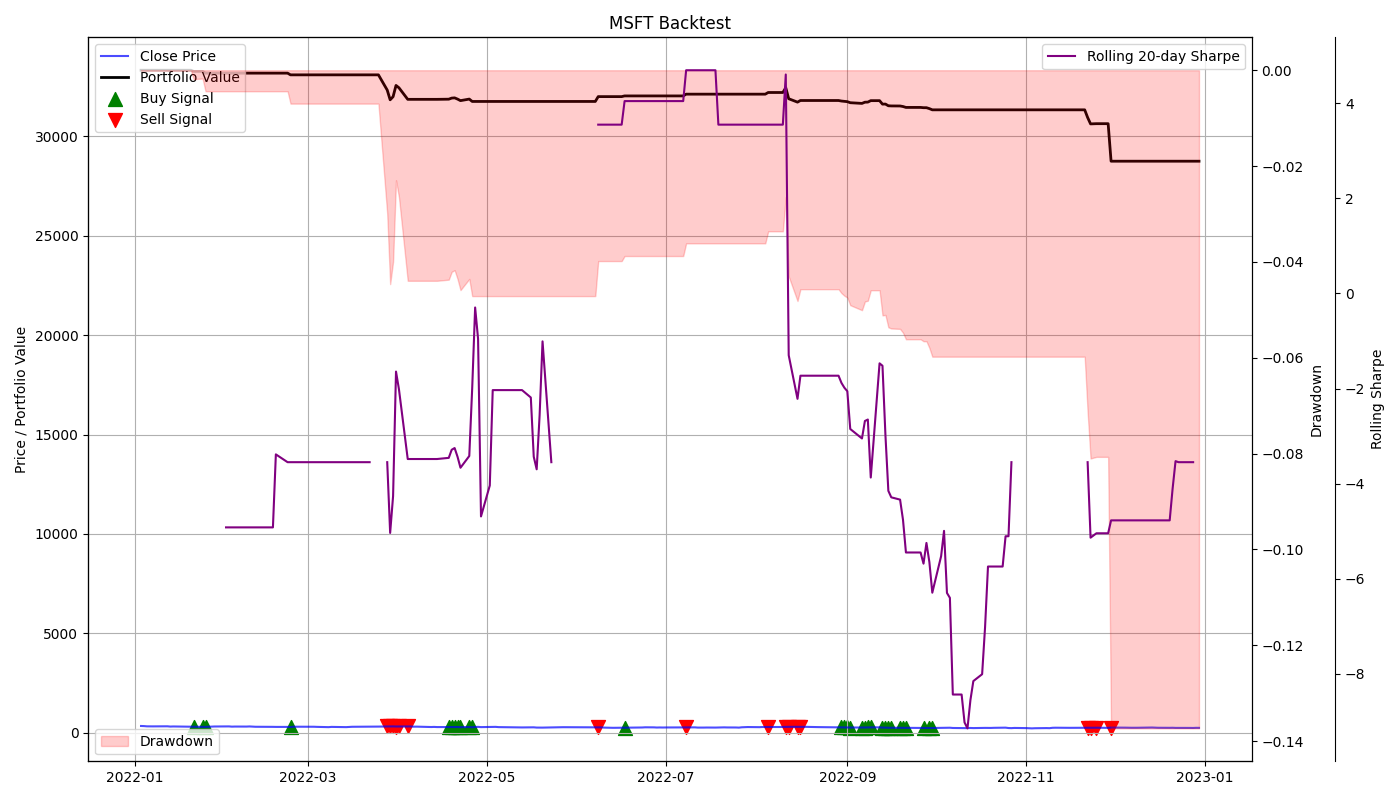 MSFT Backtest
Close Price
Portfolio Value
Buy Signal
Sell Signal
Rolling 20-day Sharpe
Drawdown
Price / Portfolio Value
30000
25000
20000
15000
10000
5000
0
2022-01
2022-03
2022-05
2022-07
2022-09
2022-11
2023-01
0.00
−0.02
−0.04
−0.06
−0.08
−0.10
−0.12
−0.14
Drawdown
4
2
0
−2
−4
−6
−8
Rolling Sharpe